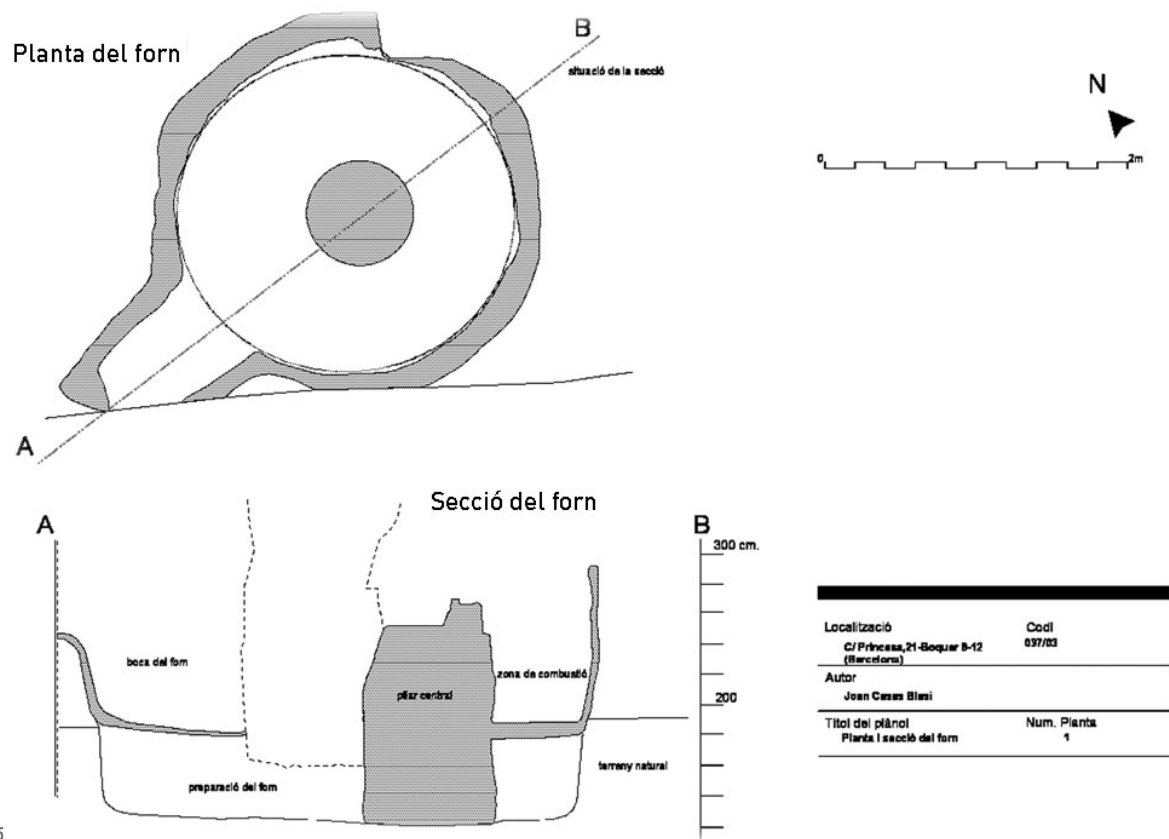 Planta del forn
B
situació de la secció
N
0
2m
A
Secció del forn
A
B
300 cm.
boca del forn
pilar central
zona de combustió
200
preparació del forn
terreny natural
Localització
Codi
C/ Princesa,21-Boquer 8-12
(Barcelona)
037/03
Autor
Joan Casas Blasi
Títol del plànol
Num. Planta
Planta i secció del forn
1